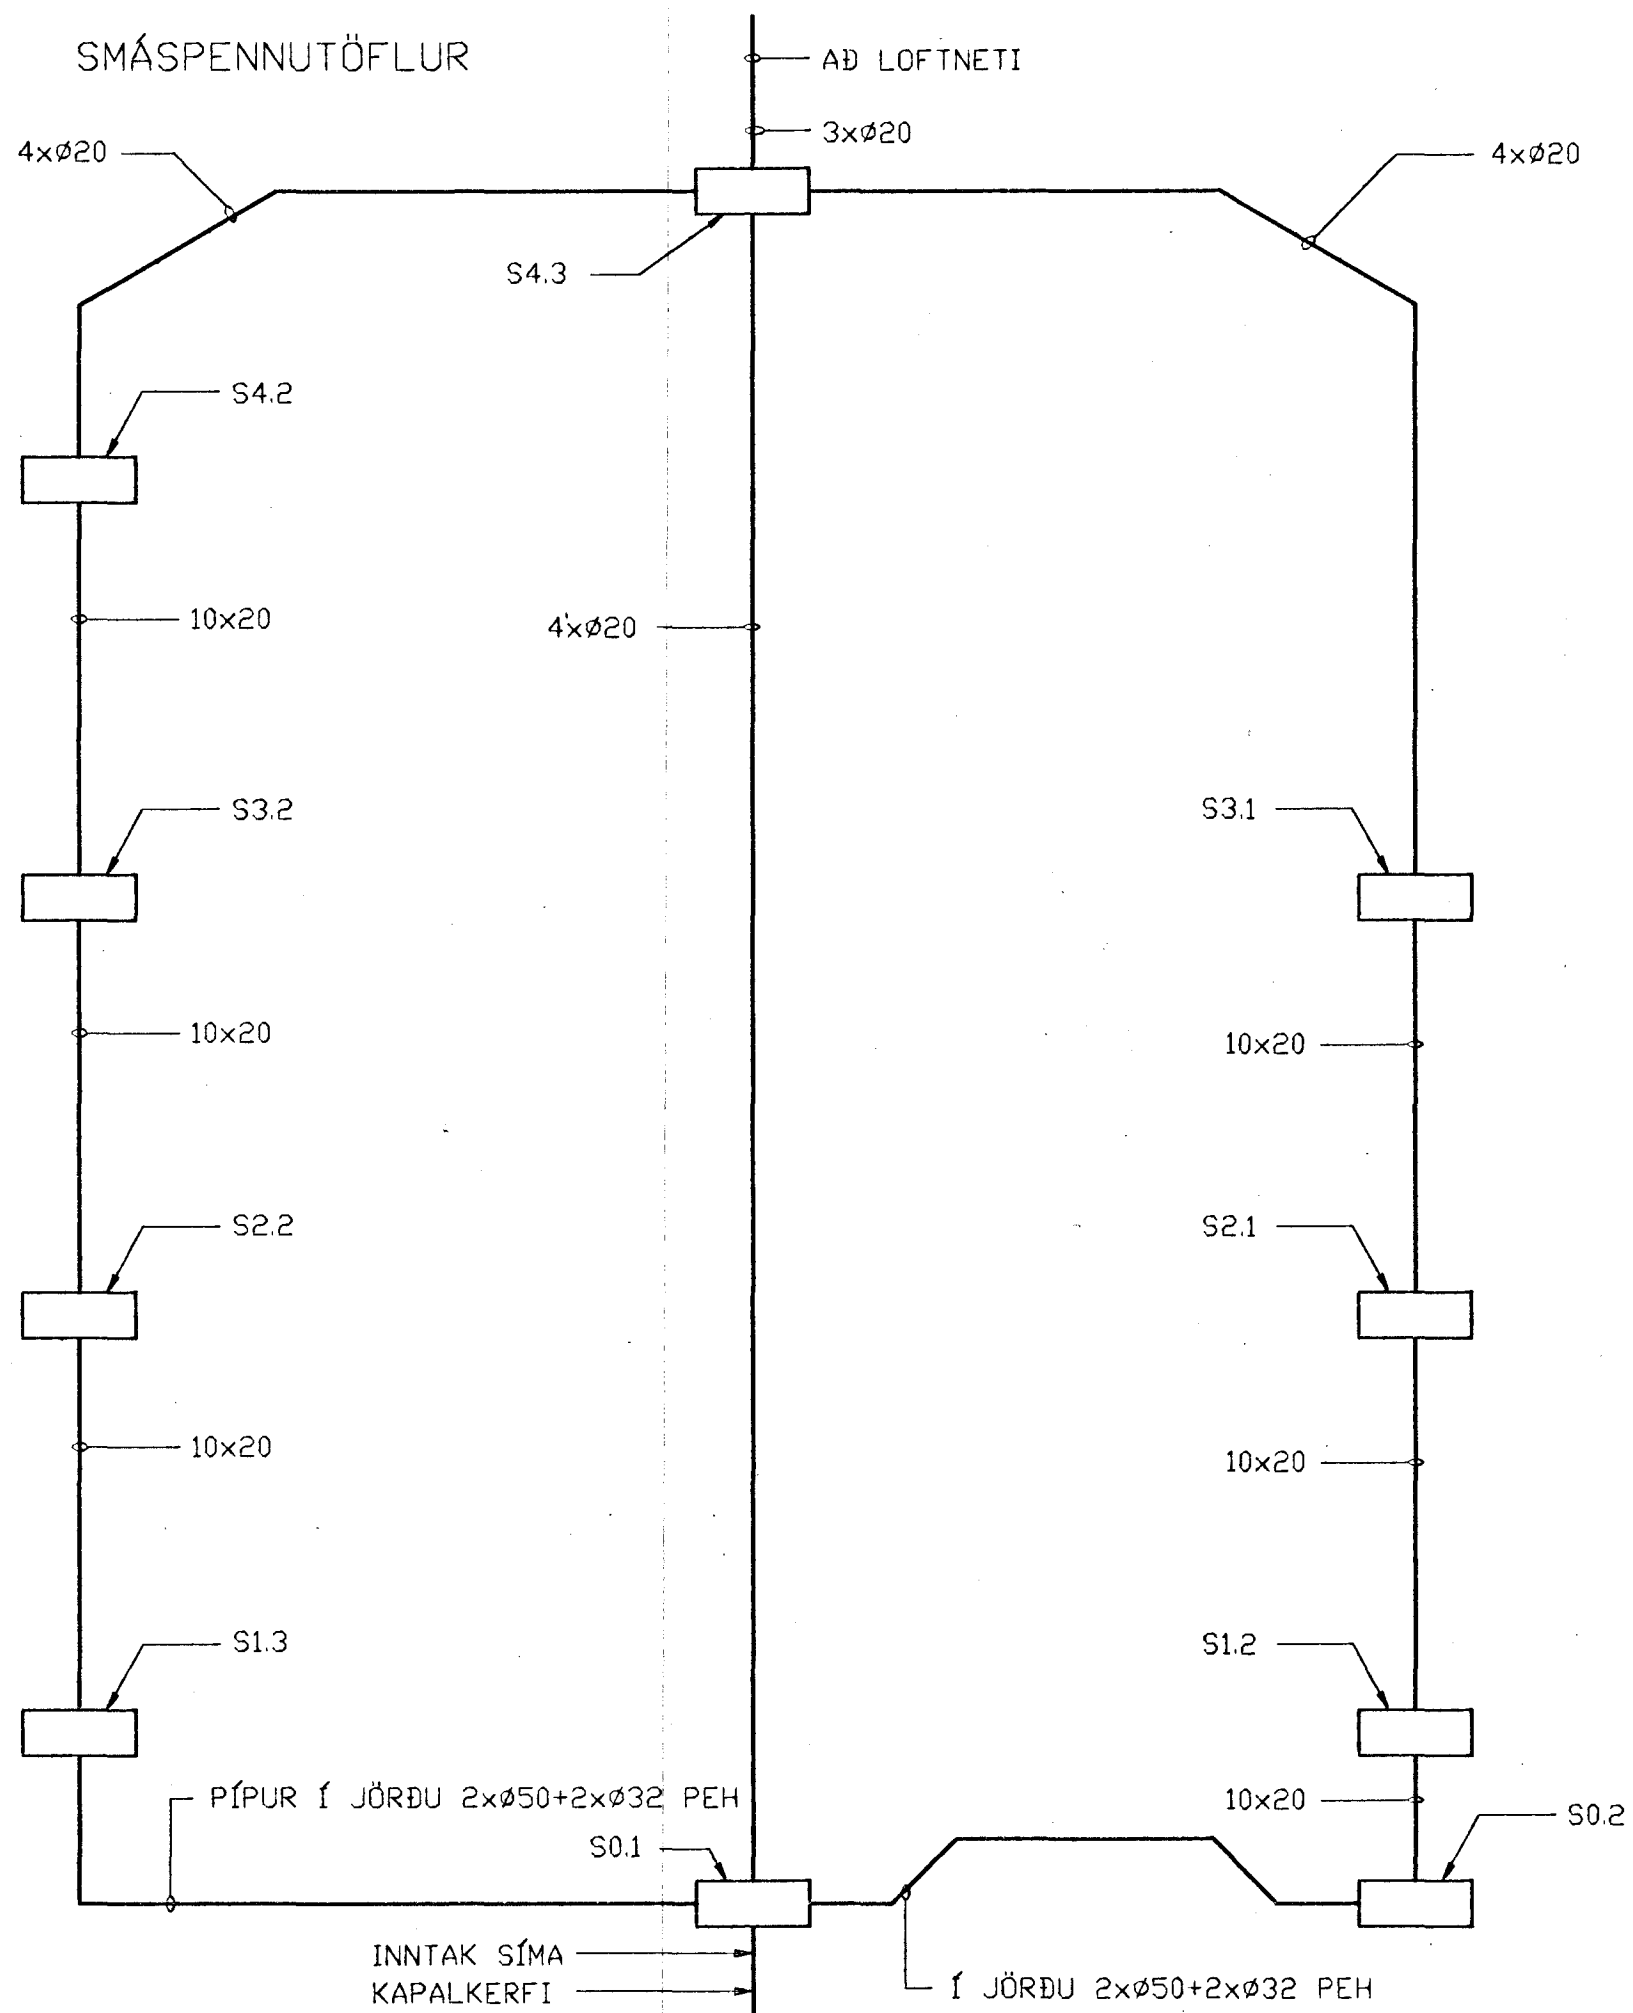 SMÁSPENNUTÖFLUR
AÐ LOFTNETI
3xØ20
4xØ20
4xØ20
S4.3
S4.2
10x20
4xØ20
S3.2
S3.1
10x20
10x20
S2.2
S2.1
10x20
10x20
S1.3
S1.2
PÍPUR Í JÖRÐU 2xØ50+2xØ32 PEH
10x20
S0.2
S0.1
INNTAK SÍMA
KAPALKERFI
Í JÖRÐU 2xØ50+2xØ32 PEH